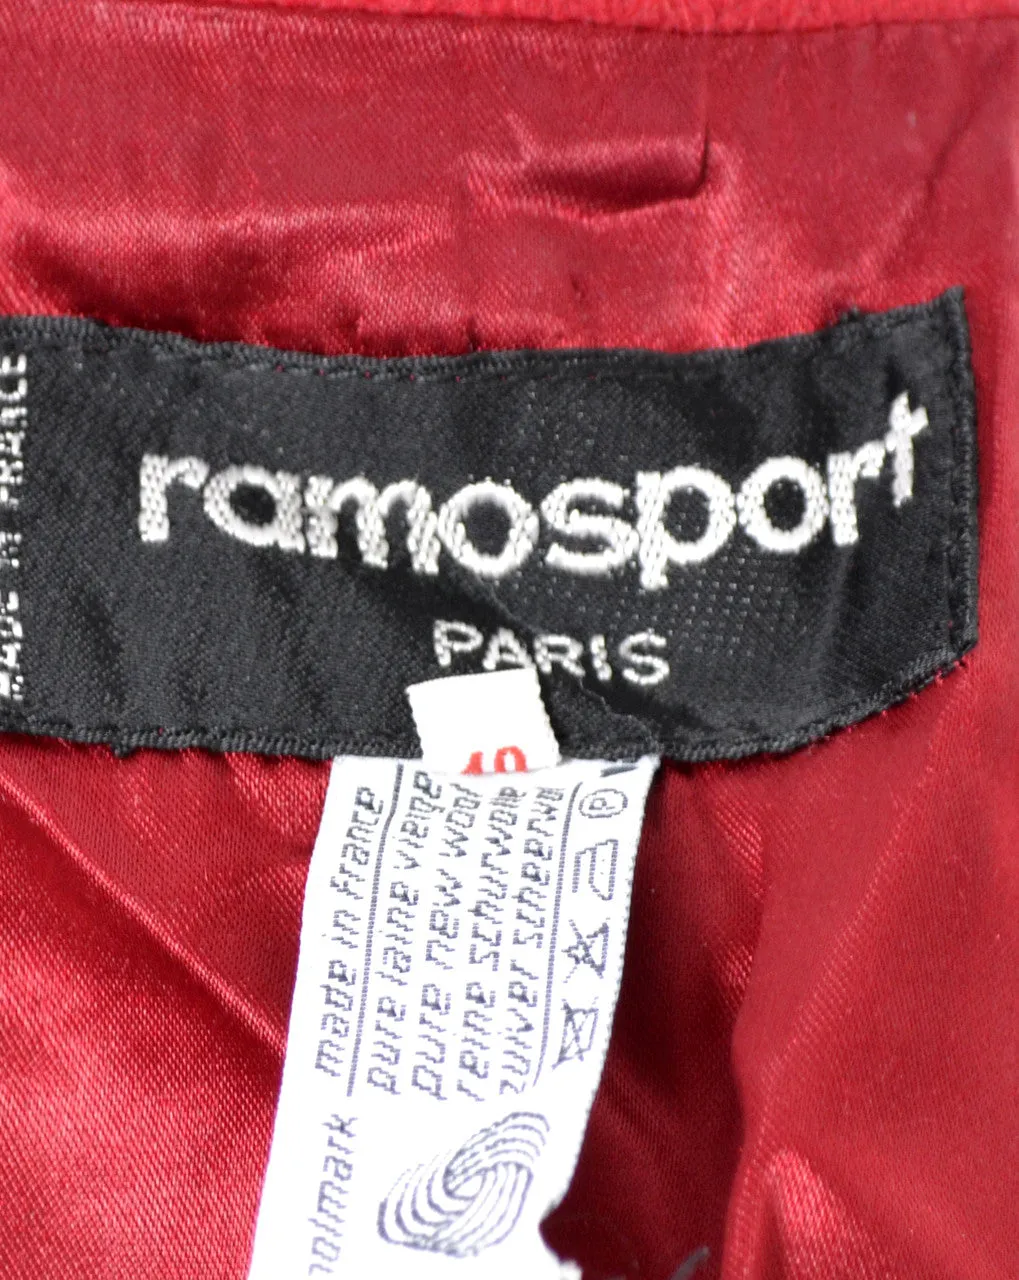 MADE IN FRANCE
ramosport
PARIS
40
made in france
pure laine vierge
pure new wool
reine schurwolle
zuiver scheerwol
P
woolmark